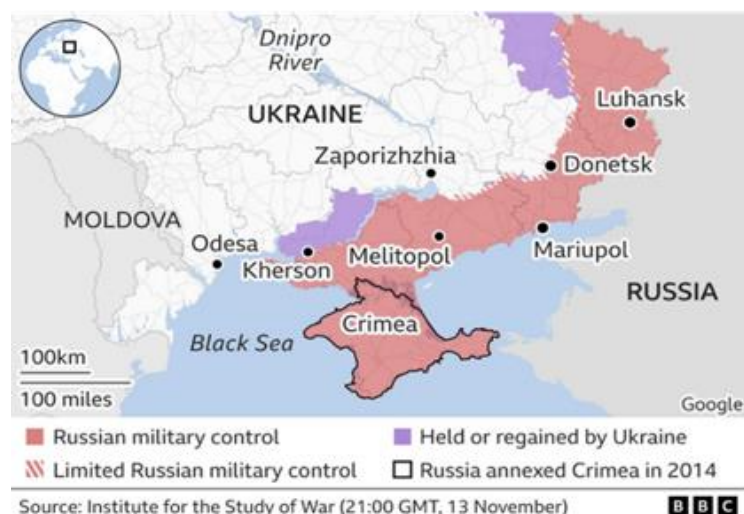 Dnipro
River
UKRAINE
Luhansk
Zaporizhzhia
Donetsk
MOLDOVA
Odesa
Kherson
Melitopol
Mariupol
RUSSIA
Crimea
Black Sea
100km
100 miles
Google
Russian military control
Held or regained by Ukraine
Limited Russian military control
Russia annexed Crimea in 2014
Source: Institute for the Study of War (21:00 GMT, 13 November)
BBC